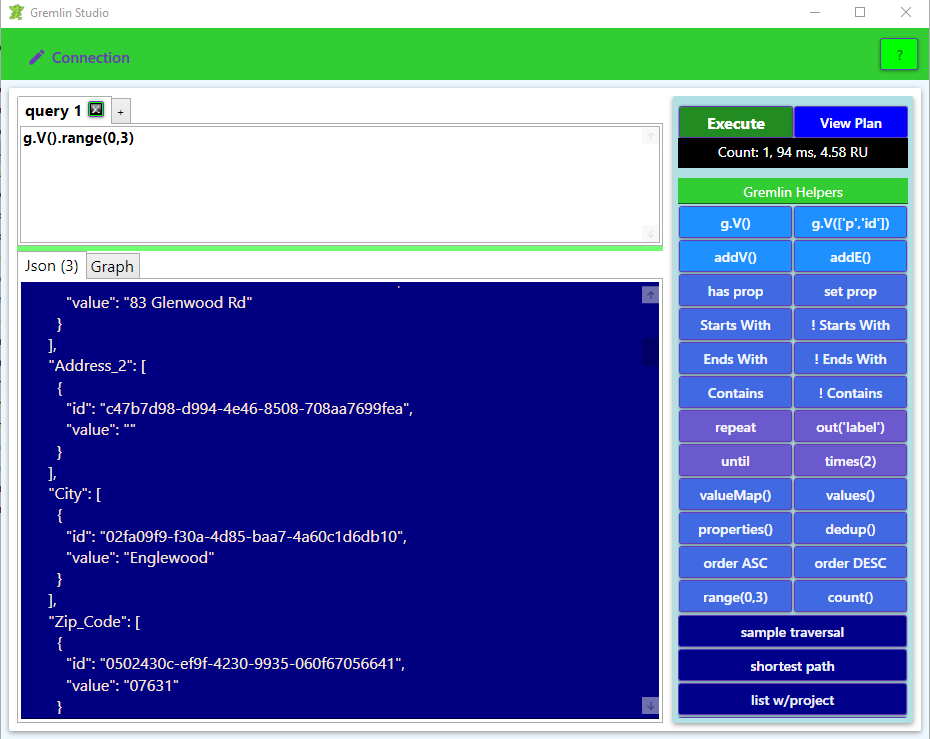 Gremlin Studio
Connection
?
query 1
+
g.V().range(0,3)
Json (3)
Graph
"value": "83 Glenwood Rd"
}
],
"Address_2": [
{
"id": "c47b7d98-d994-4e46-8508-708aa7699fea",
"value": ""
}
],
"City": [
{
"id": "02fa09f9-f30a-4d85-baa7-4a60c1d6db10",
"value": "Englewood"
}
],
"Zip_Code": [
{
"id": "0502430c-ef9f-4230-9935-060f67056641",
"value": "07631"
}
Execute
View Plan
Count: 1, 94 ms, 4.58 RU
Gremlin Helpers
g.V()
g.V(['p','id'])
addV()
addE()
has prop
set prop
Starts With
! Starts With
Ends With
! Ends With
Contains
! Contains
repeat
out('label')
until
times(2)
valueMap()
values()
properties()
dedup()
order ASC
order DESC
range(0,3)
count()
sample traversal
shortest path
list w/project